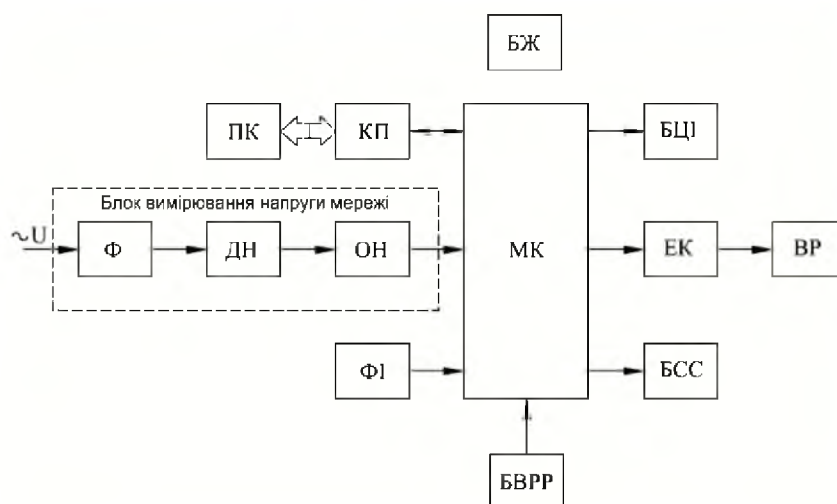 БЖ
ПК
КП
БЦІ
Блок вимірювання напруги мережі
~U
Ф
ДН
ОН
МК
ЕК
ВР
ФІ
БСС
БВРР